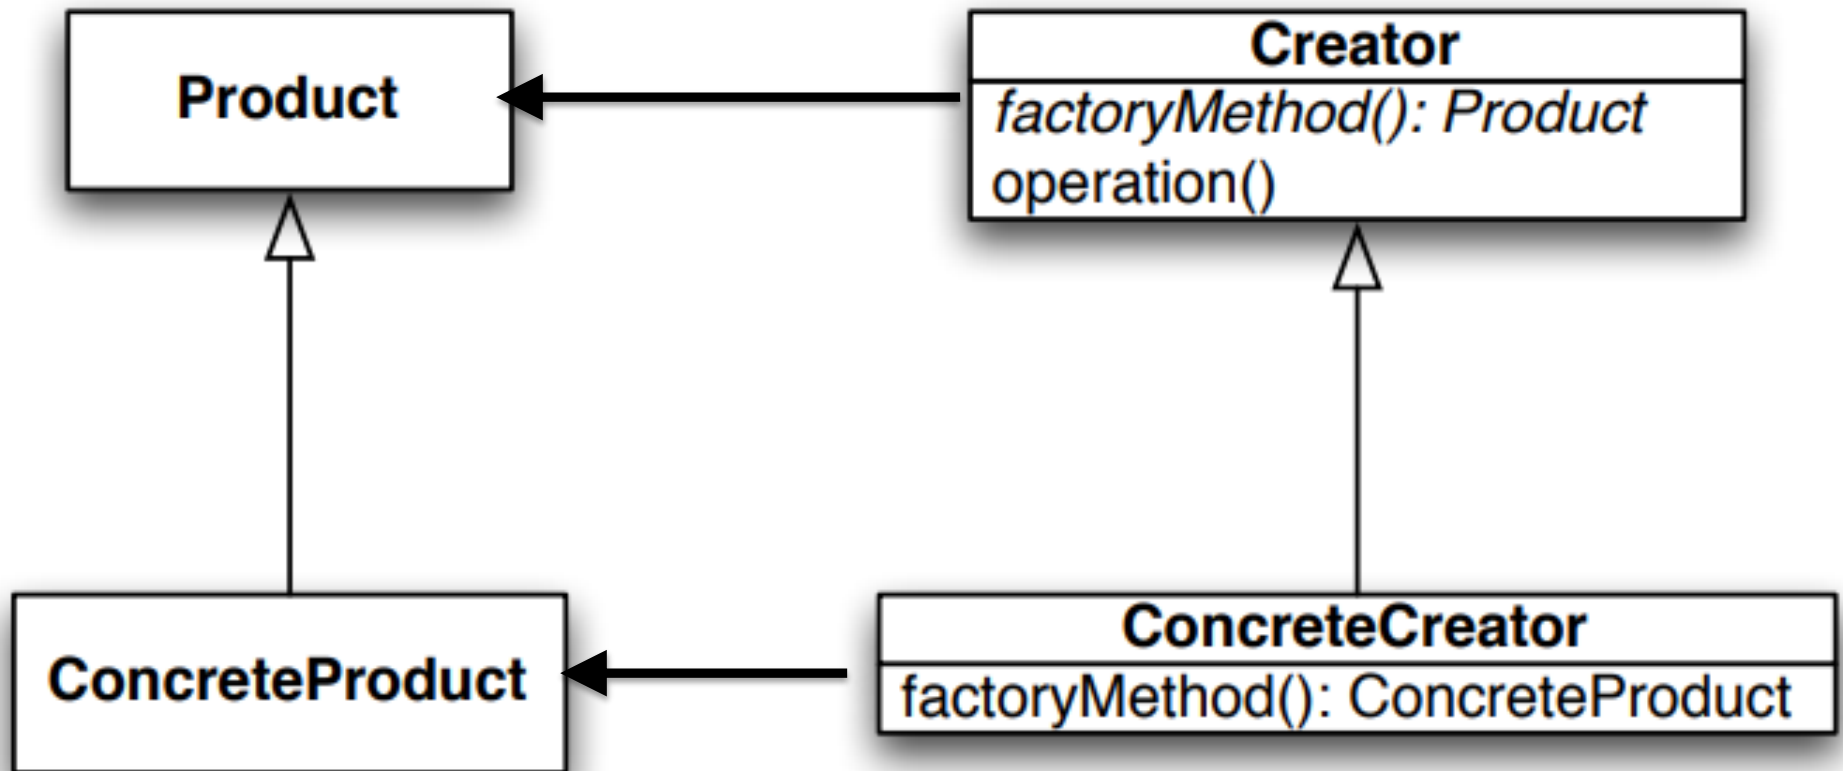 Product
Creator
factoryMethod(): Product
operation()
ConcreteProduct
ConcreteCreator
factoryMethod(): ConcreteProduct